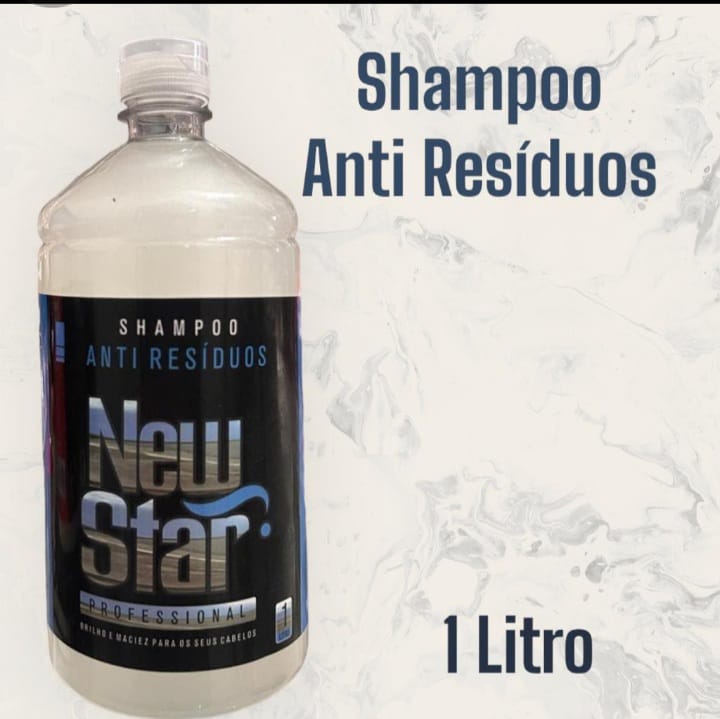 Shampoo
Anti Resíduos
SHAMPOO
ANTI RESÍDUOS
New
Star
PROFESSIONAL
1
BRILHO E MACIEZ PARA OS SEUS CABELOS
1 Litro